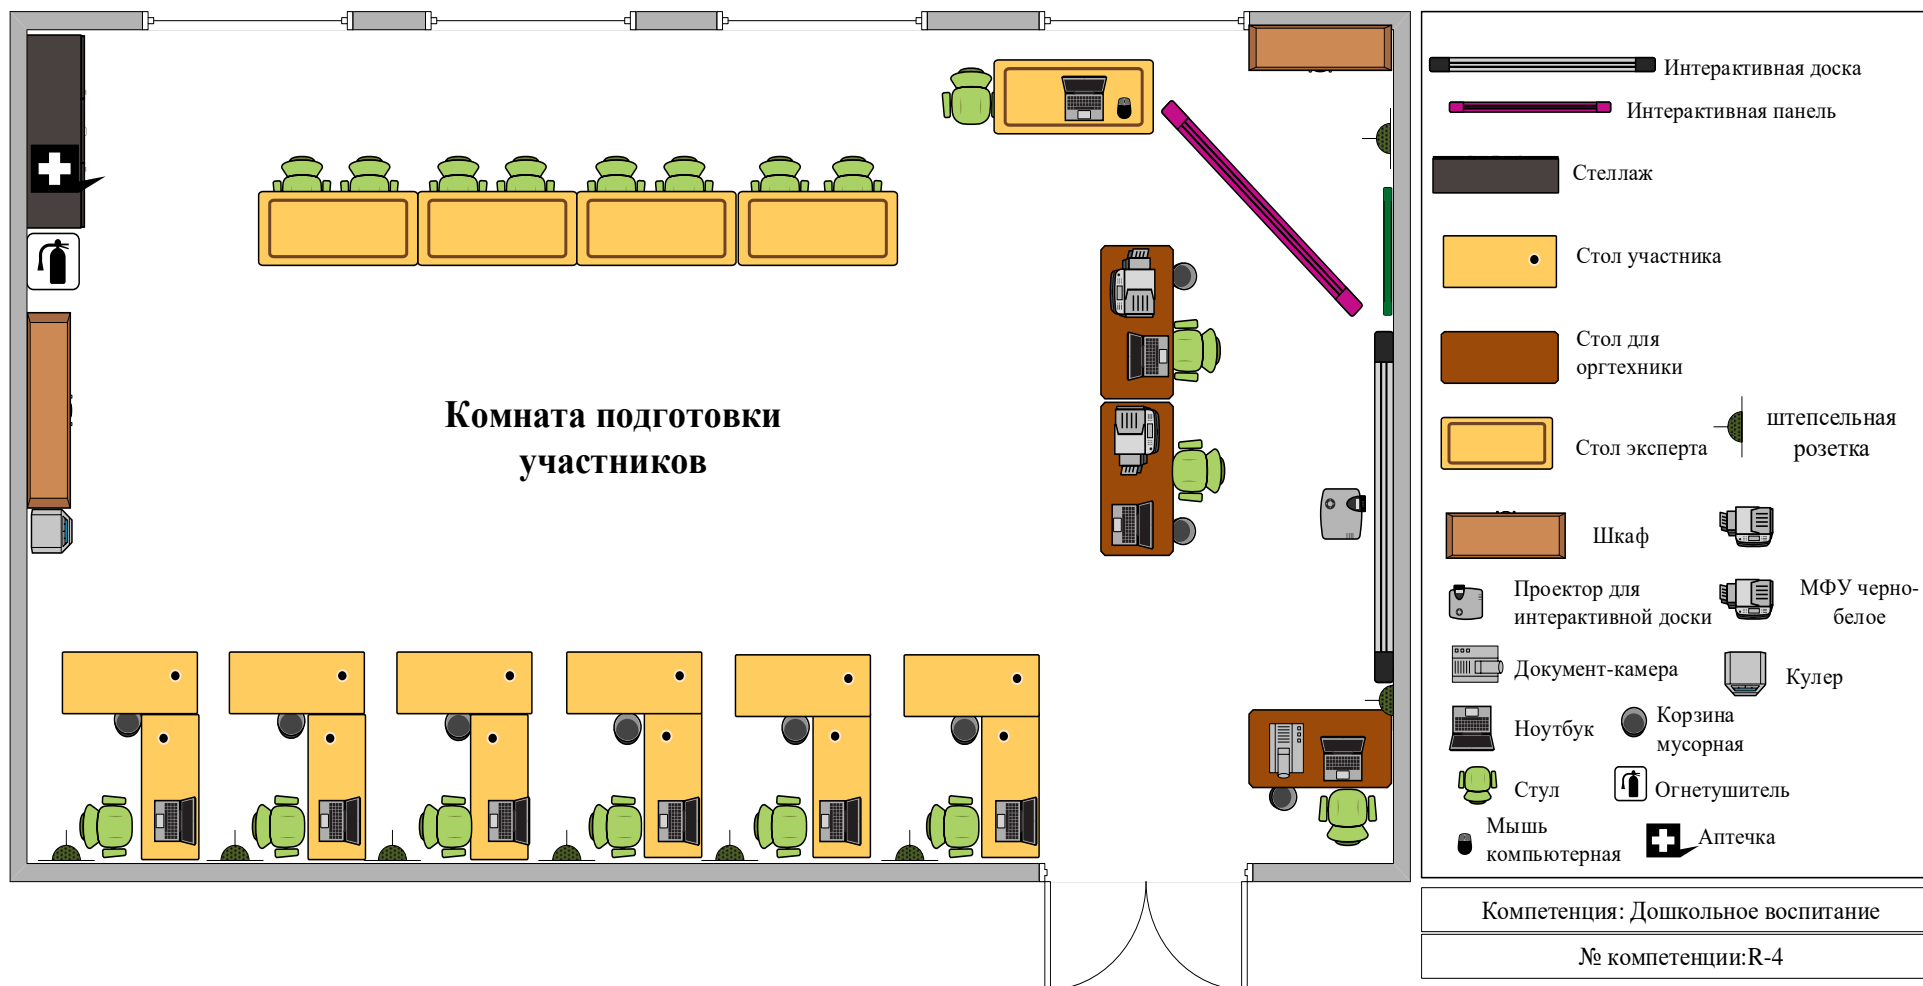 Комната подготовки
участников
Интерактивная доска
Интерактивная панель
Стеллаж
Стол участника
Стол для
оргтехники
Стол эксперта
штепсельная
розетка
Шкаф
Проектор для
интерактивной доски
МФУ черно-
белое
Документ-камера
Кулер
Ноутбук
Корзина
мусорная
Стул
Огнетушитель
Мышь
компьютерная
Аптечка
Компетенция: Дошкольное воспитание
№ компетенции:R-4